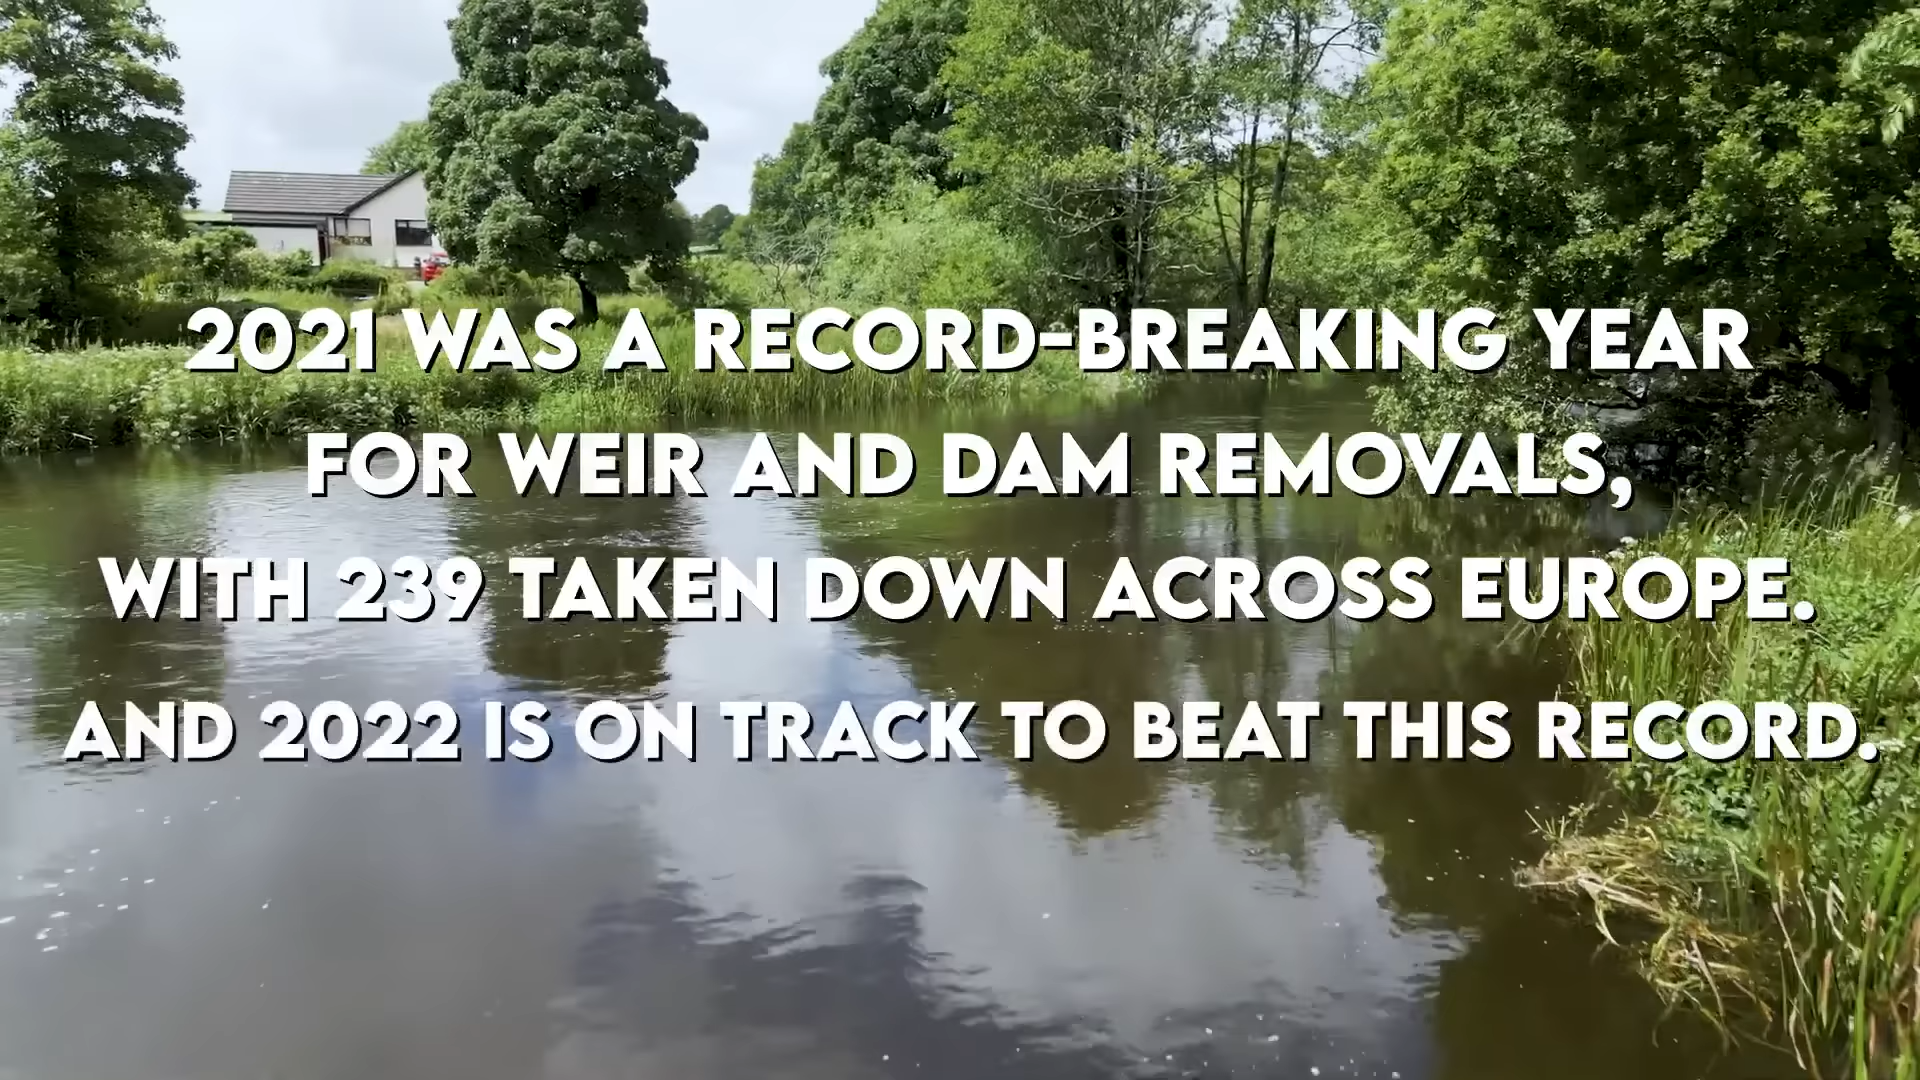 2021 WAS A RECORD-BREAKING YEAR
FOR WEIR AND DAM REMOVALS,
WITH 239 TAKEN DOWN ACROSS EUROPE.
AND 2022 IS ON TRACK TO BEAT THIS RECORD.